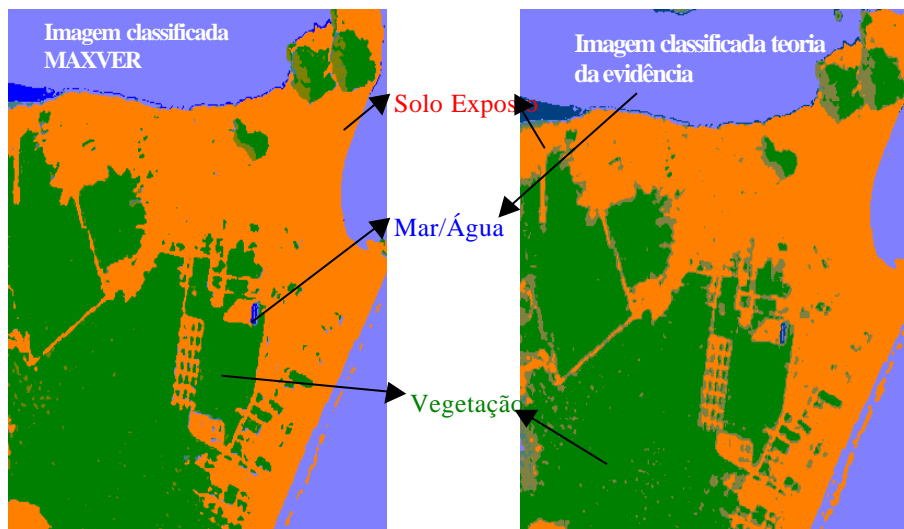 Imagem classificada
MAXVER
Imagem classificada teoria
da evidência
Solo Exposto
Mar/Água
Vegetação